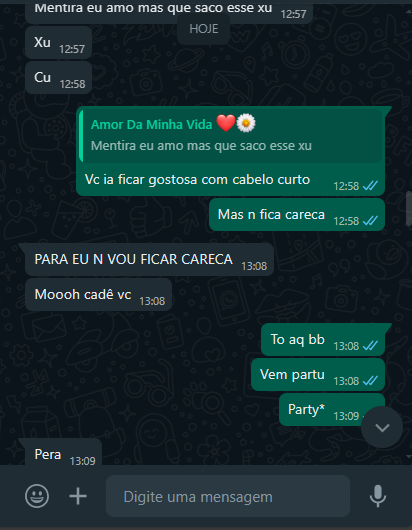 Mentira eu amo mas que saco esse xu 12:57
HOJE
Xu 12:57
Cu 12:58
Amor Da Minha Vida ❤️🌼
Mentira eu amo mas que saco esse xu
Vc ia ficar gostosa com cabelo curto 12:58
Mas n fica careca 12:58
PARA EU N VOU FICAR CARECA 13:08
Moooh cadê vc 13:08
To aq bb 13:08
Vem partu 13:08
Party* 13:09
Pera 13:09
Digite uma mensagem